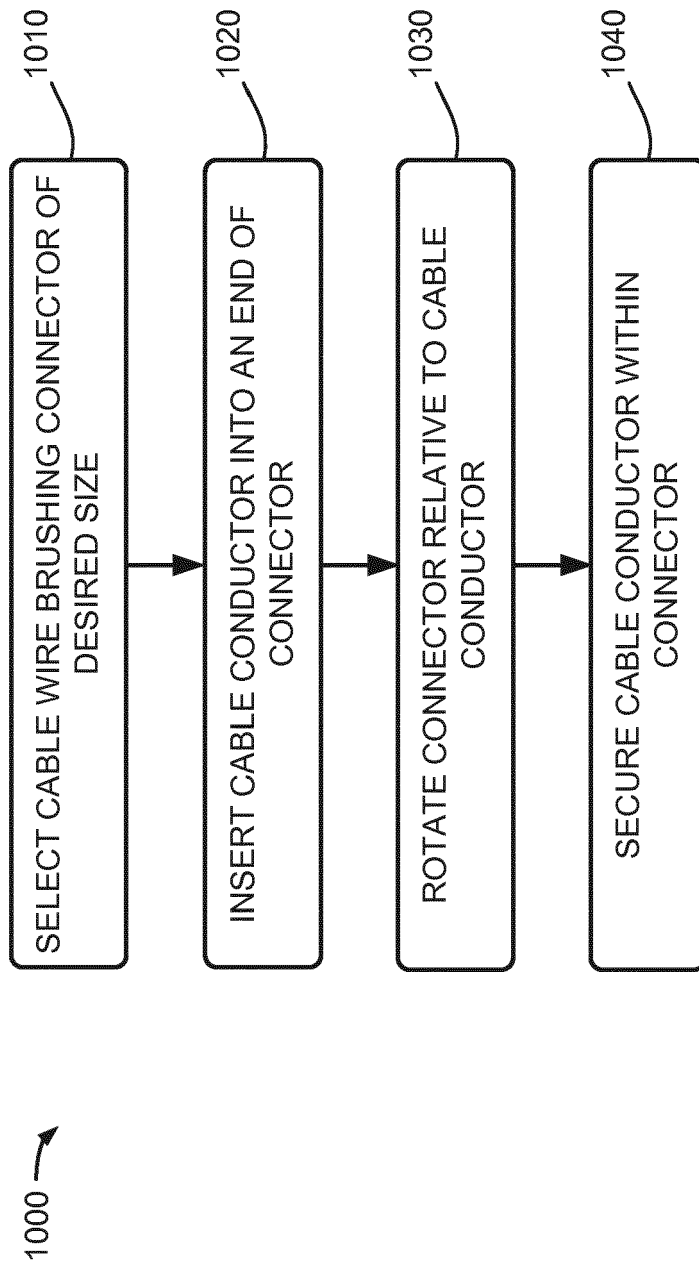 1000
SELECT CABLE WIRE BRUSHING CONNECTOR OF
DESIRED SIZE
1010
INSERT CABLE CONDUCTOR INTO AN END OF
CONNECTOR
1020
ROTATE CONNECTOR RELATIVE TO CABLE
CONDUCTOR
1030
SECURE CABLE CONDUCTOR WITHIN
CONNECTOR
1040